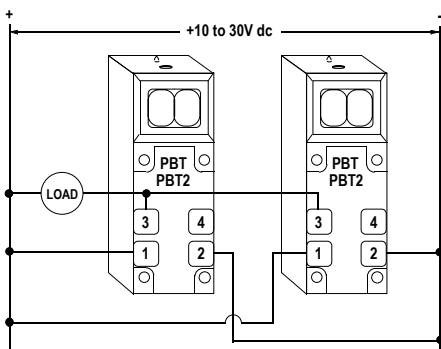 + -
+10 to 30V dc
PBT
PBT2
3 4
1 2
PBT
PBT2
3 4
1 2
LOAD